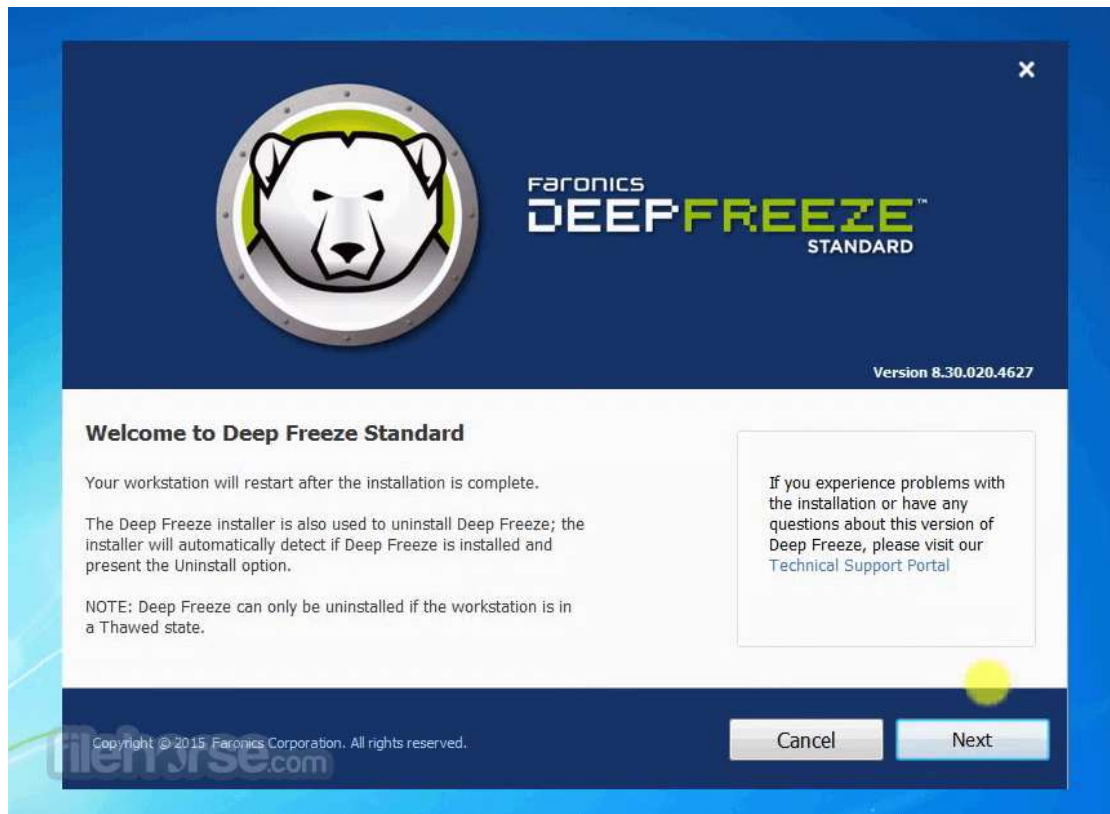 Faronics
DEEPFREEZE™
STANDARD
Version 8.30.020.4627
Welcome to Deep Freeze Standard
Your workstation will restart after the installation is complete.
The Deep Freeze installer is also used to uninstall Deep Freeze; the
installer will automatically detect if Deep Freeze is installed and
present the Uninstall option.
NOTE: Deep Freeze can only be uninstalled if the workstation is in
a Thawed state.
If you experience problems with
the installation or have any
questions about this version of
Deep Freeze, please visit our
Technical Support Portal
Copyright © 2015 Faronics Corporation. All rights reserved.
filehorse.com
Cancel
Next